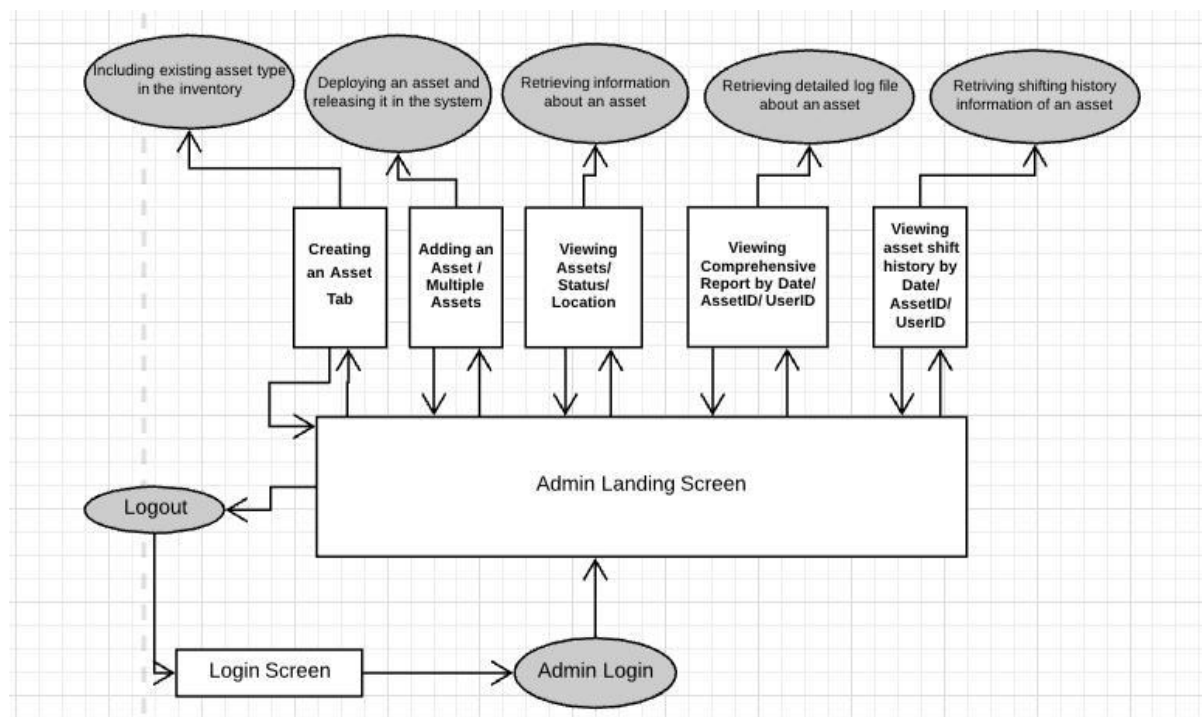 Including existing asset type
in the inventory
Deploying an asset and
releasing it in the system
Retrieving information
about an asset
Retrieving detailed log file
about an asset
Retriving shifting history
information of an asset
Creating
an Asset
Tab
Adding an
Asset /
Multiple
Assets
Viewing
Assets/
Status/
Location
Viewing
Comprehensive
Report by Date/
AssetID/ UserID
Viewing
asset shift
history by
Date/
AssetID/
UserID
Admin Landing Screen
Logout
Login Screen
Admin Login